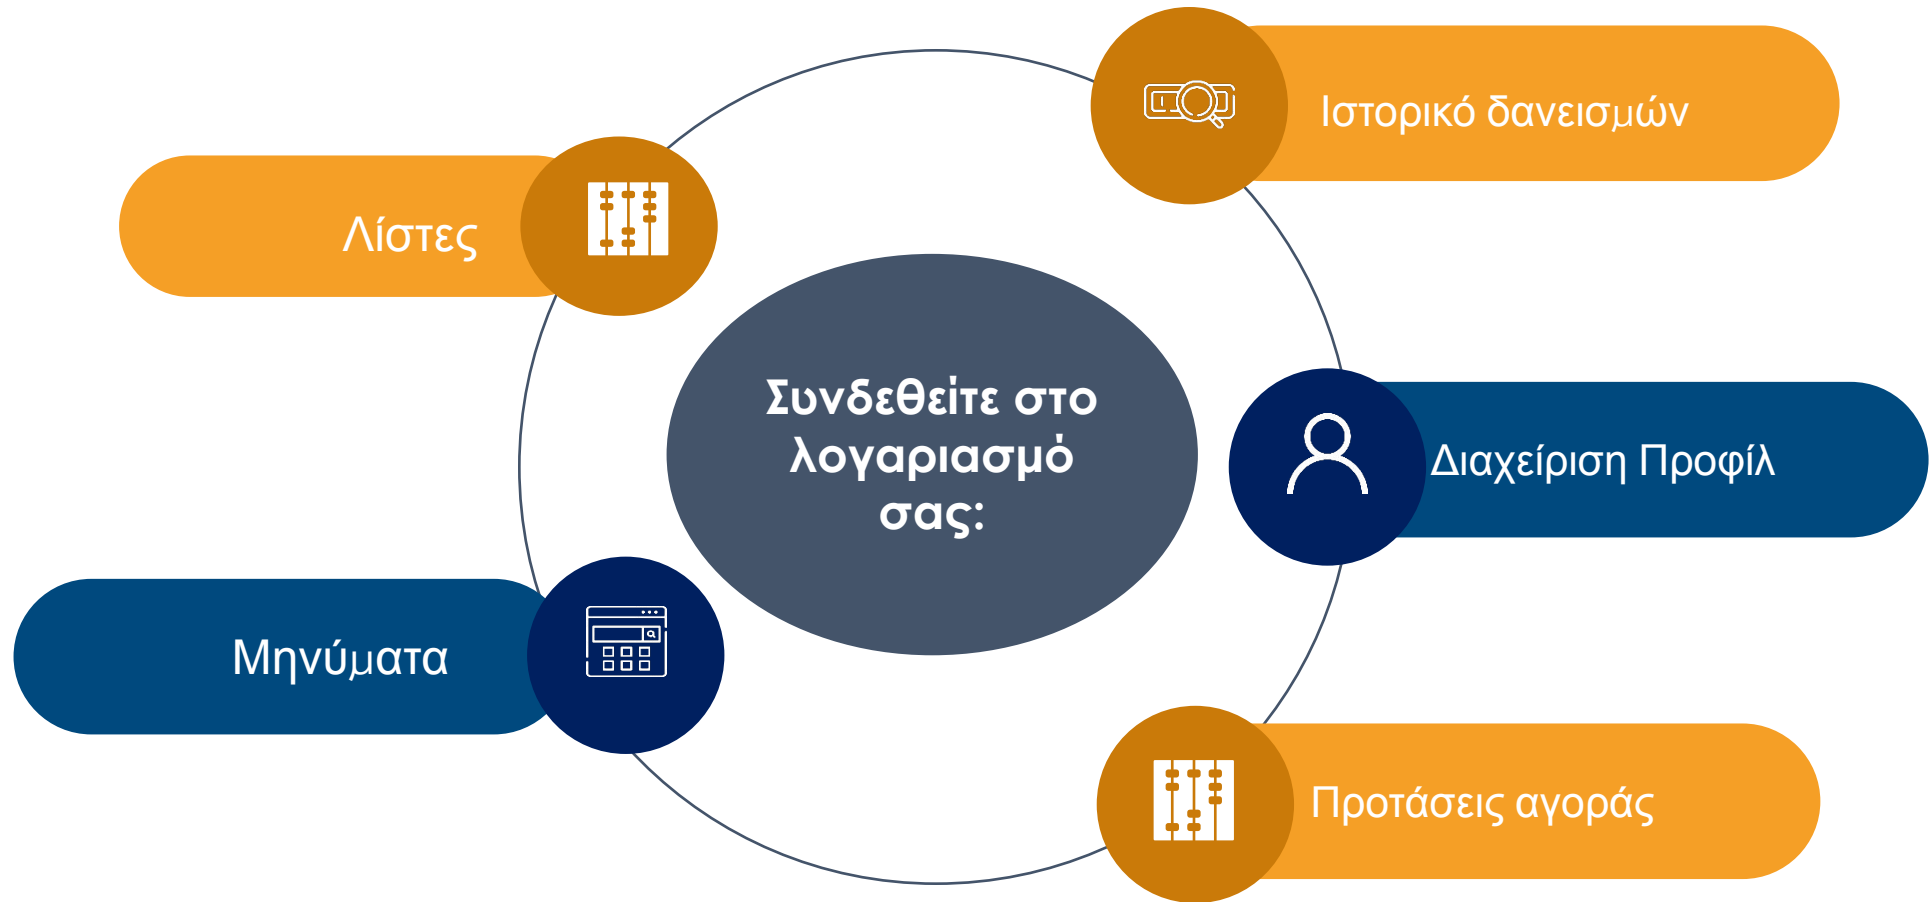 Ιστορικό δανεισμών
Λίστες
Συνδεθείτε στο
λογαριασμό
σας:
Διαχείριση Προφίλ
Μηνύματα
Προτάσεις αγοράς